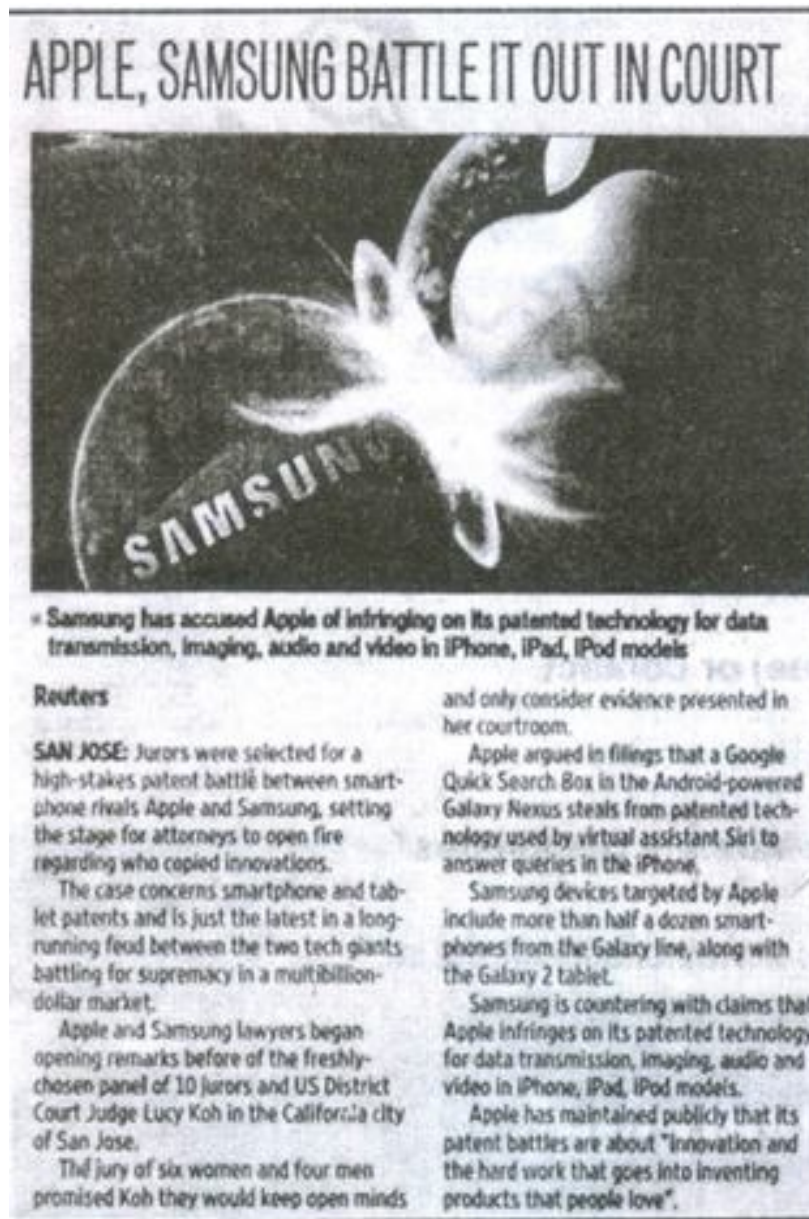 APPLE, SAMSUNG BATTLE IT OUT IN COURT
SAMSUNG
Samsung has accused Apple of infringing on its patented technology for data
transmission, imaging, audio and video in iPhone, iPad, iPod models
Reuters
SAN JOSE: Jurors were selected for a
high-stakes patent battle between smart-
phone rivals Apple and Samsung, setting
the stage for attorneys to open fire
regarding who copied innovations.
The case concerns smartphone and tab-
let patents and is just the latest in a long-
running feud between the two tech giants
battling for supremacy in a multibillion-
dollar market.
Apple and Samsung lawyers began
opening remarks before of the freshly-
chosen panel of 10 jurors and US District
Court Judge Lucy Koh in the California city
of San Jose.
The jury of six women and four men
promised Koh they would keep open minds
and only consider evidence presented in
her courtroom.
Apple argued in filings that a Google
Quick Search Box in the Android-powered
Galaxy Nexus steals from patented tech-
nology used by virtual assistant Siri to
answer queries in the iPhone.
Samsung devices targeted by Apple
include more than half a dozen smart-
phones from the Galaxy line, along with
the Galaxy 2 tablet.
Samsung is countering with claims tha
Apple infringes on its patented technology
for data transmission, imaging, audio and
video in iPhone, iPad, iPod models.
Apple has maintained publicly that its
patent battles are about "innovation and
the hard work that goes into inventing
products that people love".